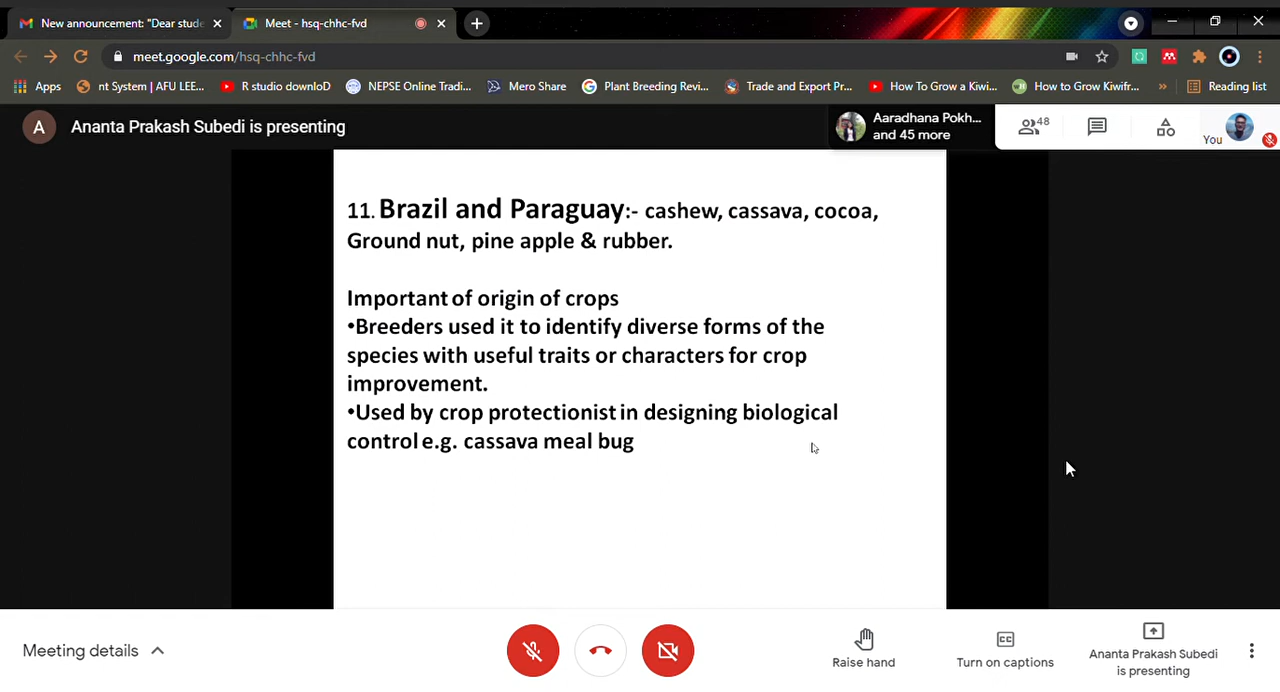 New announcement: "Dear stude
Meet - hsq-chhc-fvd
meet.google.com/hsq-chhc-fvd
Apps
nt System | AFU LEE...
R studio downloD
NEPSE Online Tradi...
Mero Share
Plant Breeding Revi...
Trade and Export Pr...
How To Grow a Kiwi...
How to Grow Kiwifr...
»
Reading list
A
Ananta Prakash Subedi is presenting
Aaradhana Pokh...
and 45 more
48
You
11. Brazil and Paraguay:- cashew, cassava, cocoa,
Ground nut, pine apple & rubber.
Important of origin of crops
•Breeders used it to identify diverse forms of the
species with useful traits or characters for crop
improvement.
•Used by crop protectionist in designing biological
control e.g. cassava meal bug
Meeting details
Raise hand
CC
Turn on captions
Ananta Prakash Subedi
is presenting